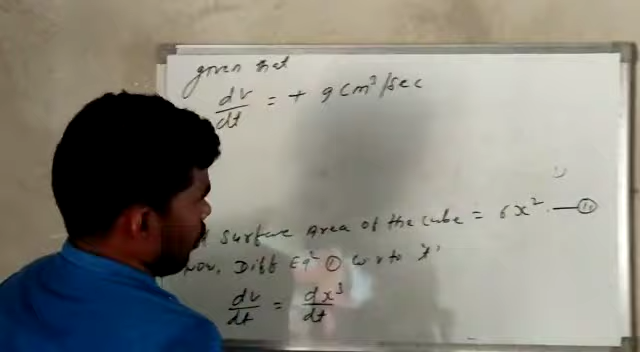 given that
dv/dt = + 9 cm³/sec
Surface Area of the cube = 6x². —②
now, Diff Eqⁿ ① w.r.to 't'
dv/dt = dx³/dt